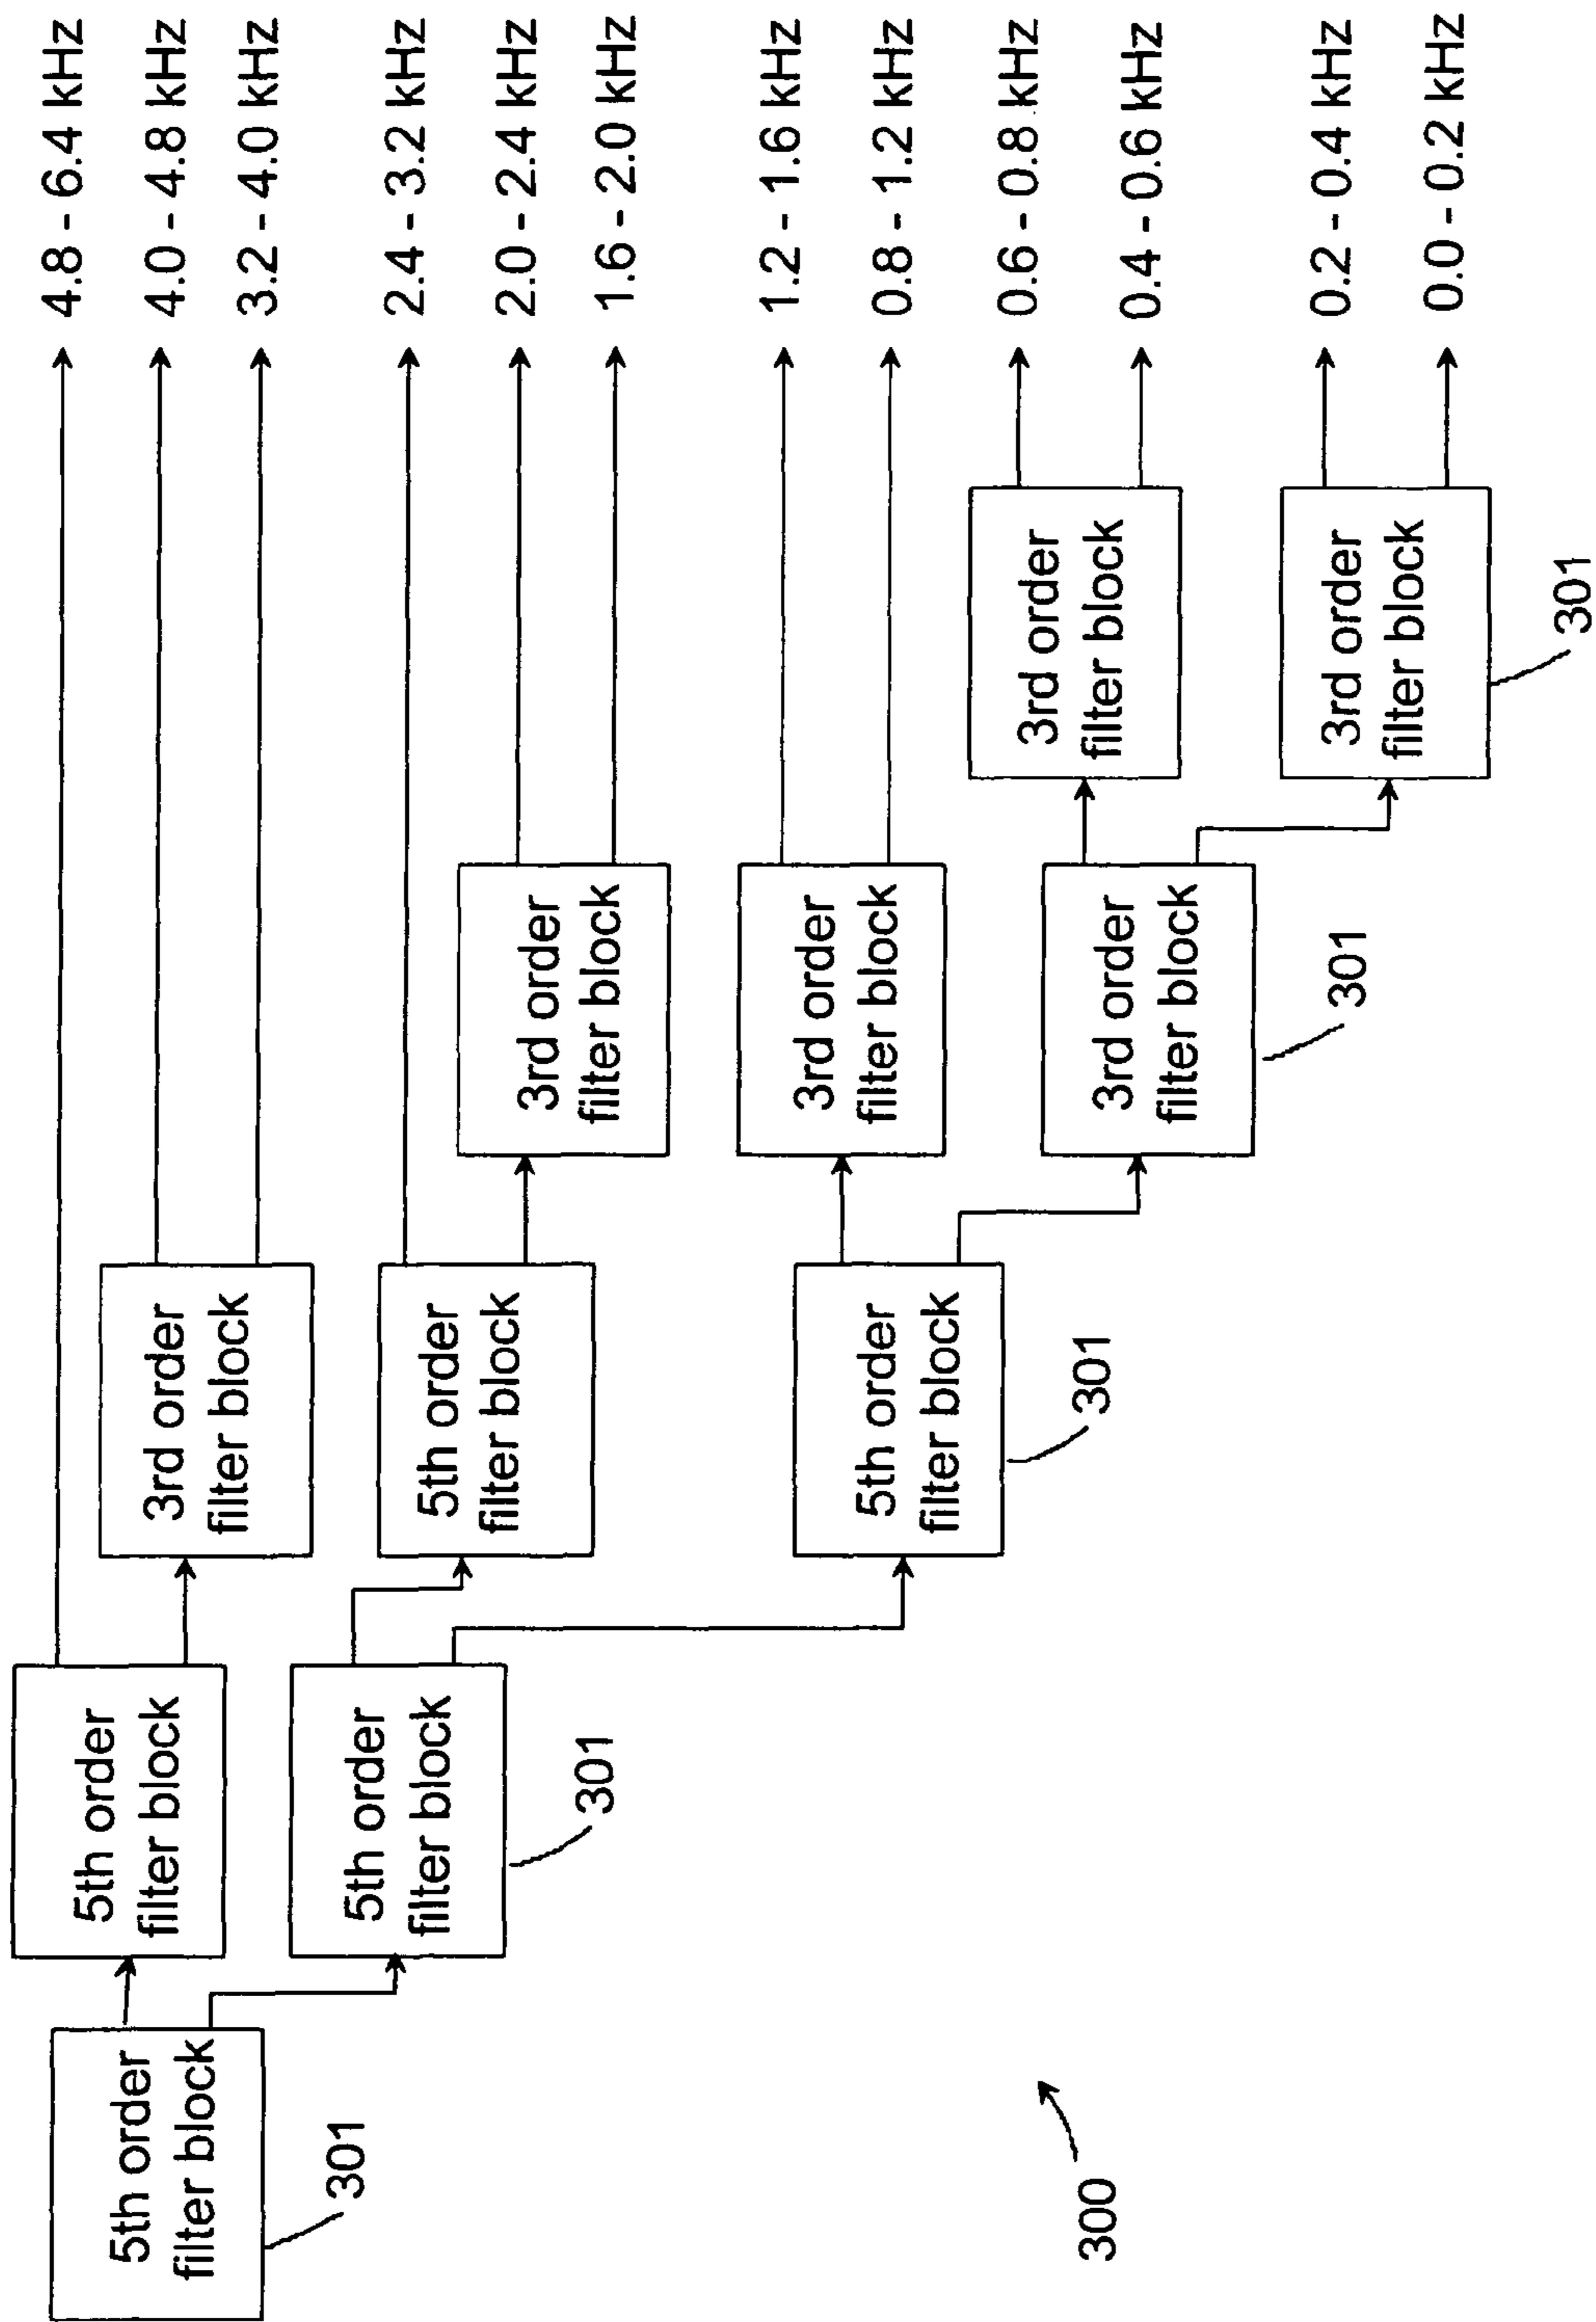 5th order
filter block
301
5th order
filter block
5th order
filter block
301
3rd order
filter block
5th order
filter block
5th order
filter block
301
3rd order
filter block
3rd order
filter block
3rd order
filter block
301
3rd order
filter block
3rd order
filter block
301
4.8 - 6.4 kHz
4.0 - 4.8 kHz
3.2 - 4.0 kHz
2.4 - 3.2 kHz
2.0 - 2.4 kHz
1.6 - 2.0 kHz
1.2 - 1.6 kHz
0.8 - 1.2 kHz
0.6 - 0.8 kHz
0.4 - 0.6 kHz
0.2 - 0.4 kHz
0.0 - 0.2 kHz
300